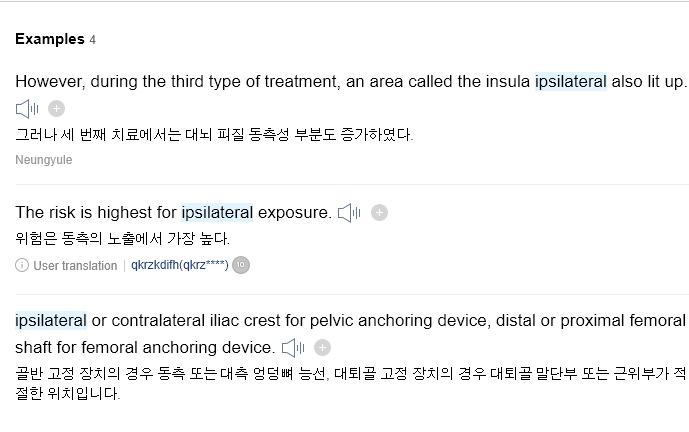 Examples 4
However, during the third type of treatment, an area called the insula ipsilateral also lit up.
그러나 세 번째 치료에서는 대뇌 피질 동측성 부분도 증가하였다.
Neungyule
The risk is highest for ipsilateral exposure.
위험은 동측의 노출에서 가장 높다.
User translation | qkrzkdifh(qkrz****) 10
ipsilateral or contralateral iliac crest for pelvic anchoring device, distal or proximal femoral
shaft for femoral anchoring device.
골반 고정 장치의 경우 동측 또는 대측 엉덩뼈 능선, 대퇴골 고정 장치의 경우 대퇴골 말단부 또는 근위부가 적
절한 위치입니다.